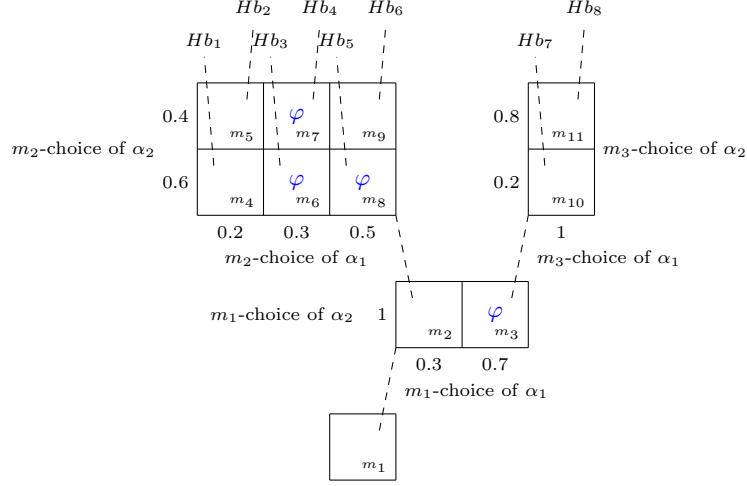 Hb₂ Hb₄ Hb₆ Hb₈
Hb₁ Hb₃ Hb₅ Hb₇
0.4 φ 0.8
m₅ m₇ m₉ m₁₁
m₂-choice of α₂ m₃-choice of α₂
0.6 φ φ 0.2
m₄ m₆ m₈ m₁₀
0.2 0.3 0.5 1
m₂-choice of α₁ m₃-choice of α₁
m₁-choice of α₂ 1 φ
m₂ m₃
0.3 0.7
m₁-choice of α₁
m₁